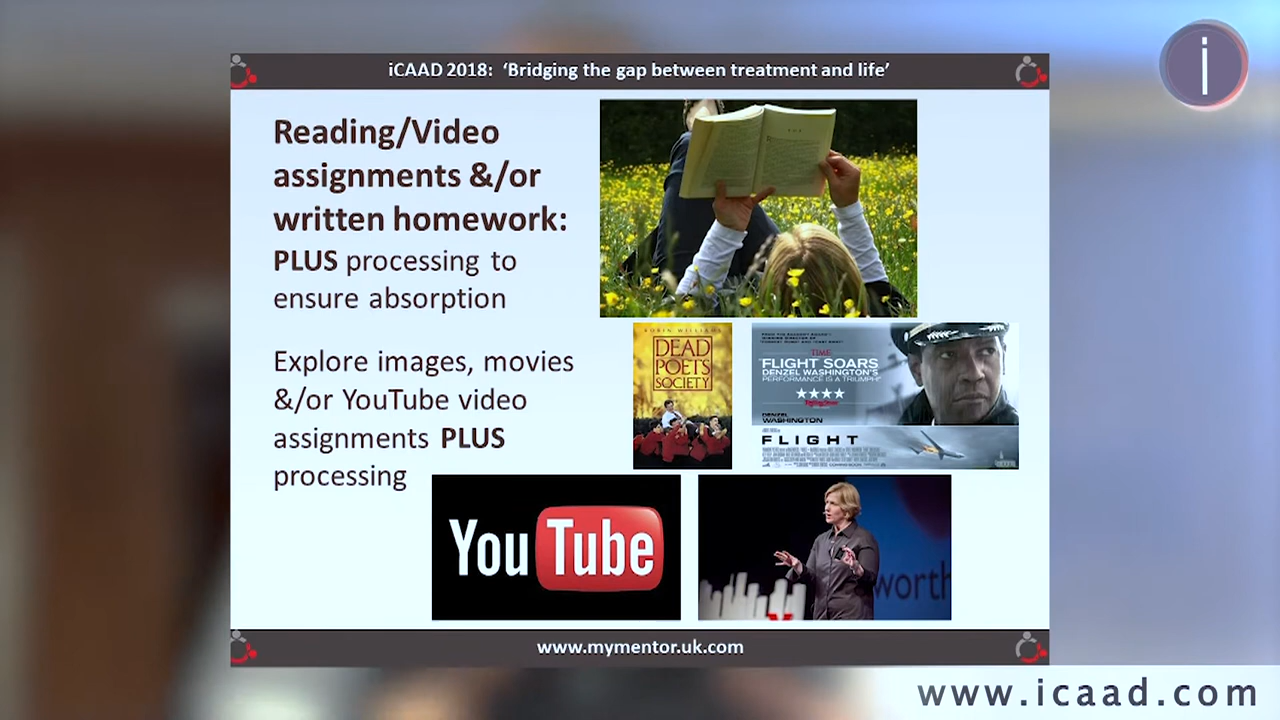 iCAAD 2018: ‘Bridging the gap between treatment and life’
i
Reading/Video
assignments &/or
written homework:
PLUS processing to
ensure absorption
Explore images, movies
&/or YouTube video
assignments PLUS
processing
ROBIN WILLIAMS
DEAD
POETS
SOCIETY
TIME
"FLIGHT SOARS
DENZEL WASHINGTON'S
PERFORMANCE IS A TRIUMPH"
DENZEL
WASHINGTON
FLIGHT
YouTube
worth
www.mymentor.uk.com
www.icaad.com